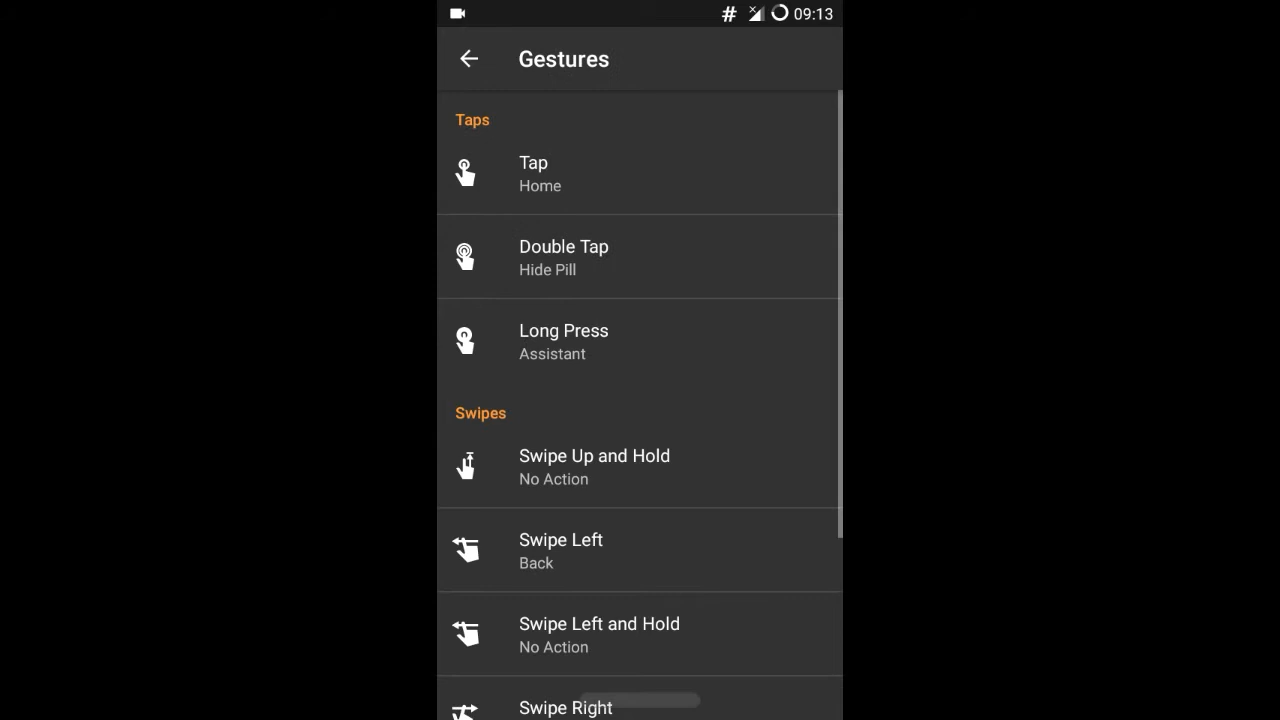 # 09:13
Gestures
Taps
Tap
Home
Double Tap
Hide Pill
Long Press
Assistant
Swipes
Swipe Up and Hold
No Action
Swipe Left
Back
Swipe Left and Hold
No Action
Swipe Right